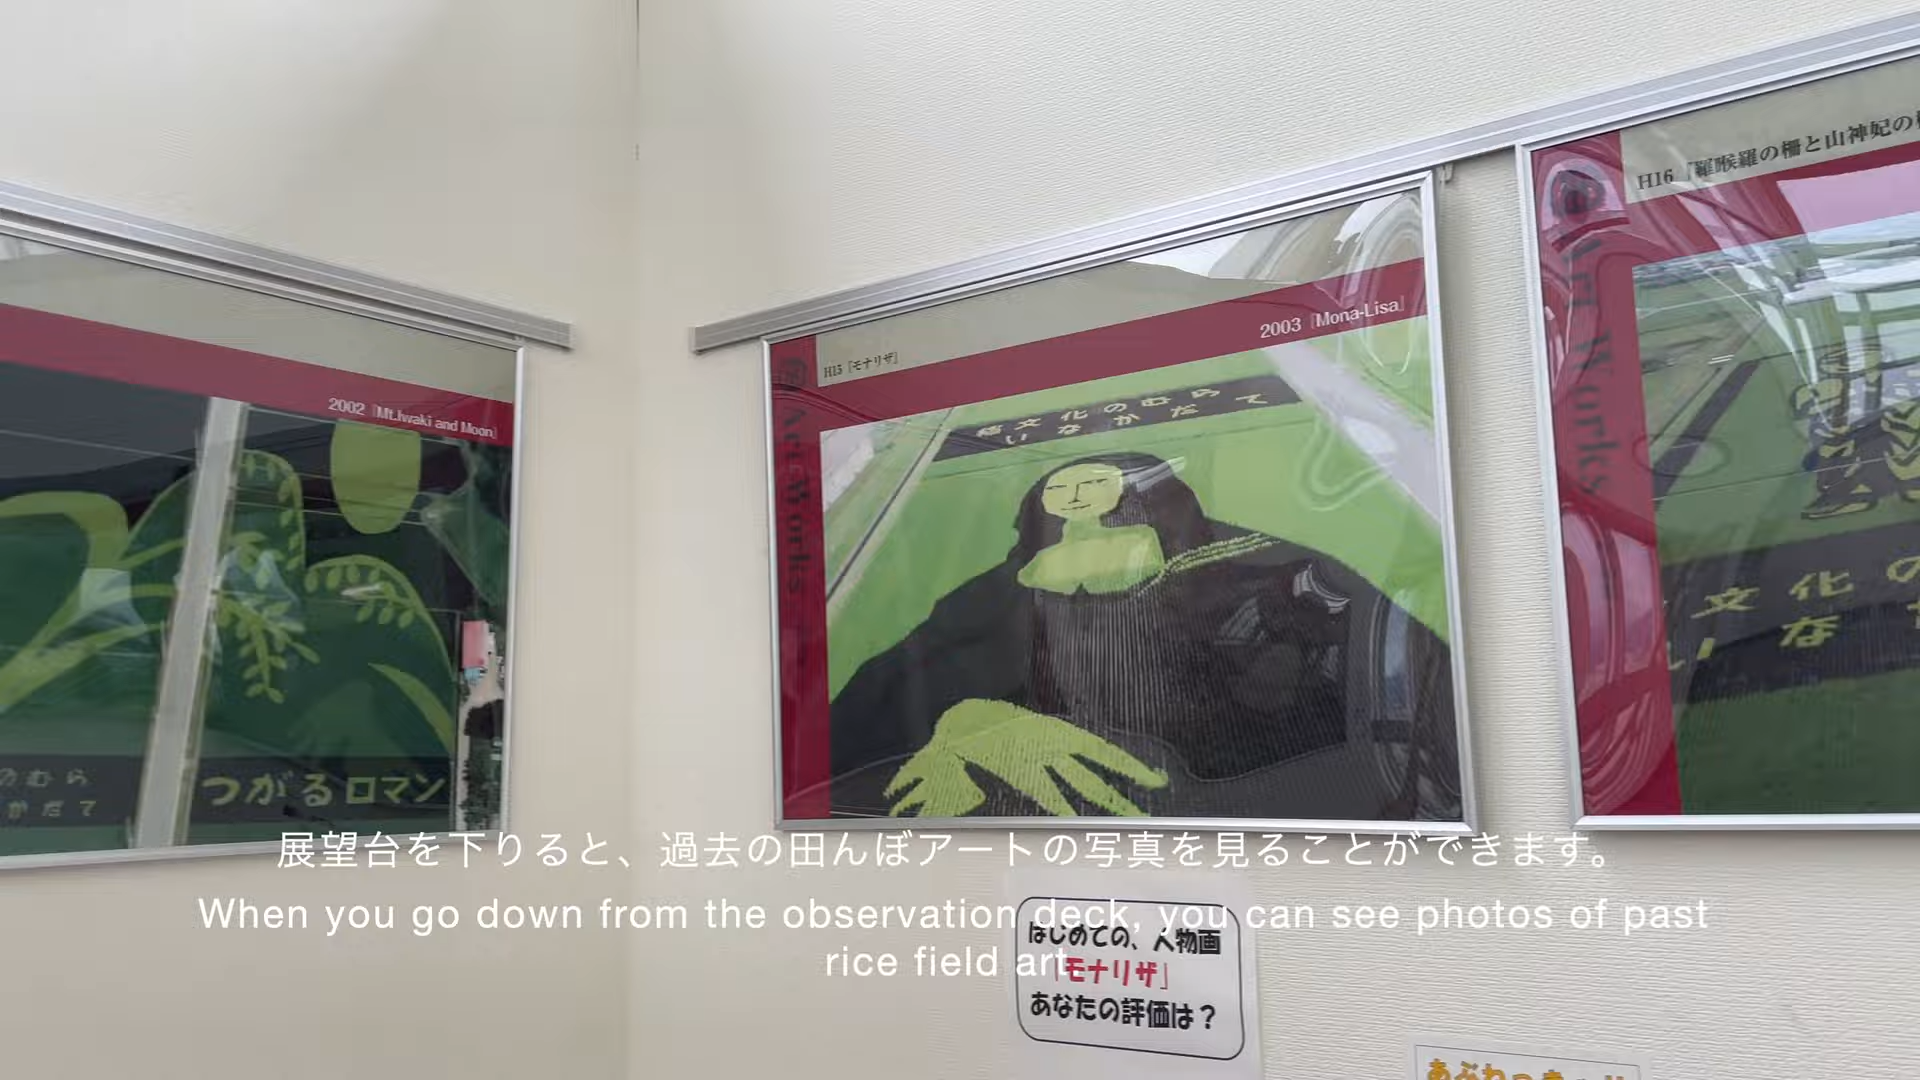 2002『Mt.Iwaki and Moon』
のむら
かだて
つがるロマン
H15『モナリザ』
2003『Mona-Lisa』
Art Works
稲文化のむら
いなかだて
H16『羅睺羅の柵と山神妃の
Art Works
文化の
いな
展望台を下りると、過去の田んぼアートの写真を見ることができます。
When you go down from the observation deck, you can see photos of past
rice field art.
はじめての、人物画
「モナリザ」
あなたの評価は？